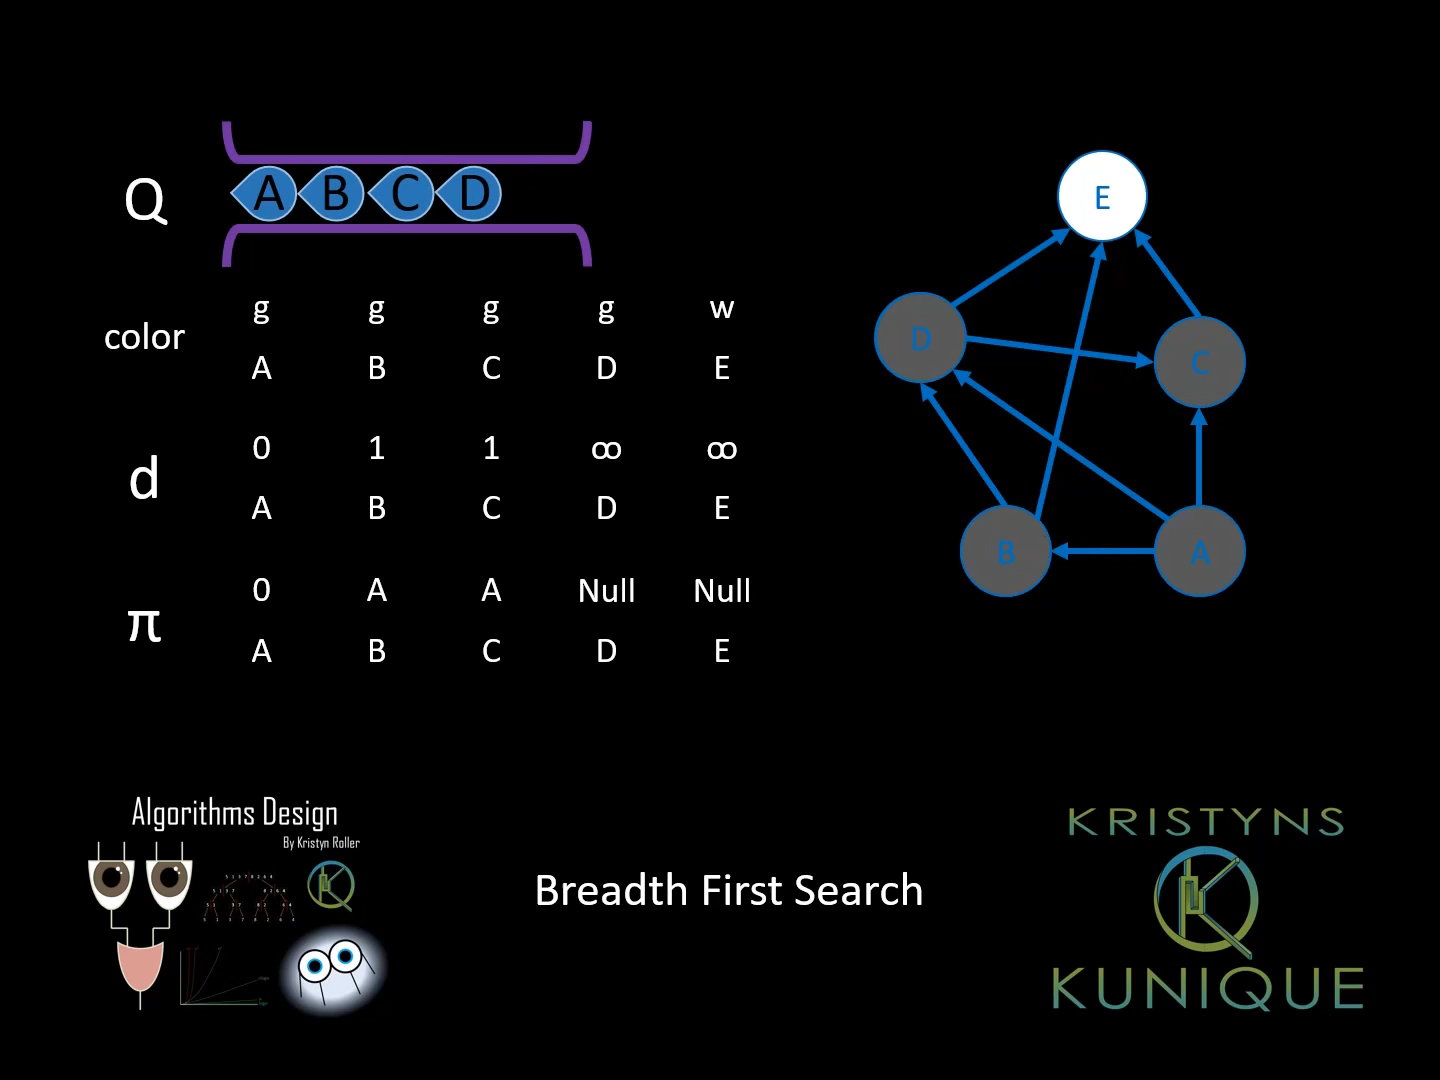 Q
A B C D
color
g g g g w
A B C D E
d
0 1 1 ∞ ∞
A B C D E
π
0 A A Null Null
A B C D E
E
D
C
B
A
Algorithms Design
By Kristyn Roller
Breadth First Search
KRISTYNS
KUNIQUE